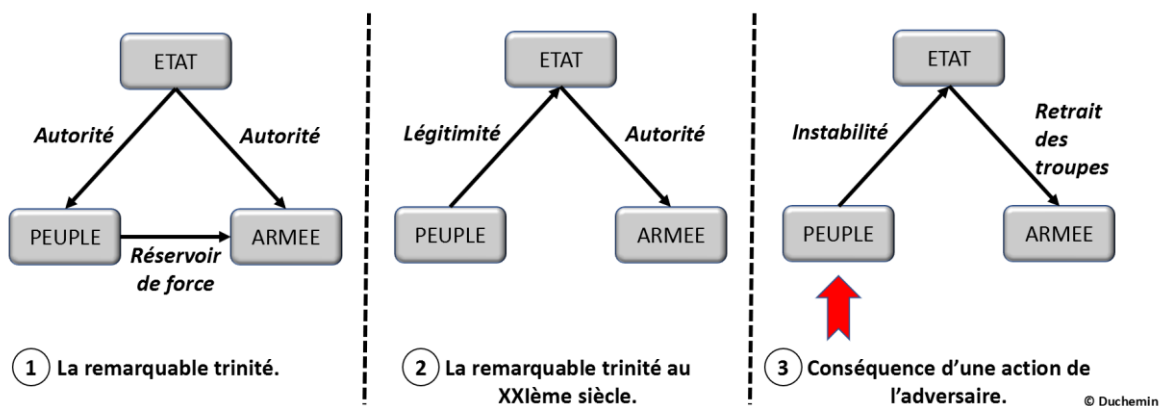 ETAT
Autorité
Autorité
PEUPLE
ARMEE
Réservoir
de force
1 La remarquable trinité.
ETAT
Légitimité
Autorité
PEUPLE
ARMEE
2 La remarquable trinité au
XXIème siècle.
ETAT
Instabilité
Retrait
des
troupes
PEUPLE
ARMEE
3 Conséquence d’une action de
l’adversaire.
© Duchemin